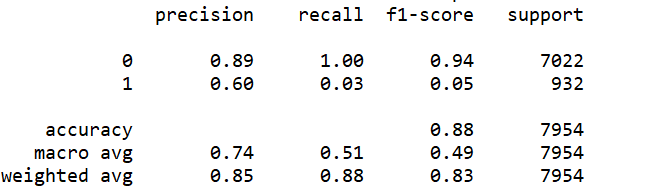 precision recall f1-score support
0 0.89 1.00 0.94 7022
1 0.60 0.03 0.05 932
accuracy 0.88 7954
macro avg 0.74 0.51 0.49 7954
weighted avg 0.85 0.88 0.83 7954